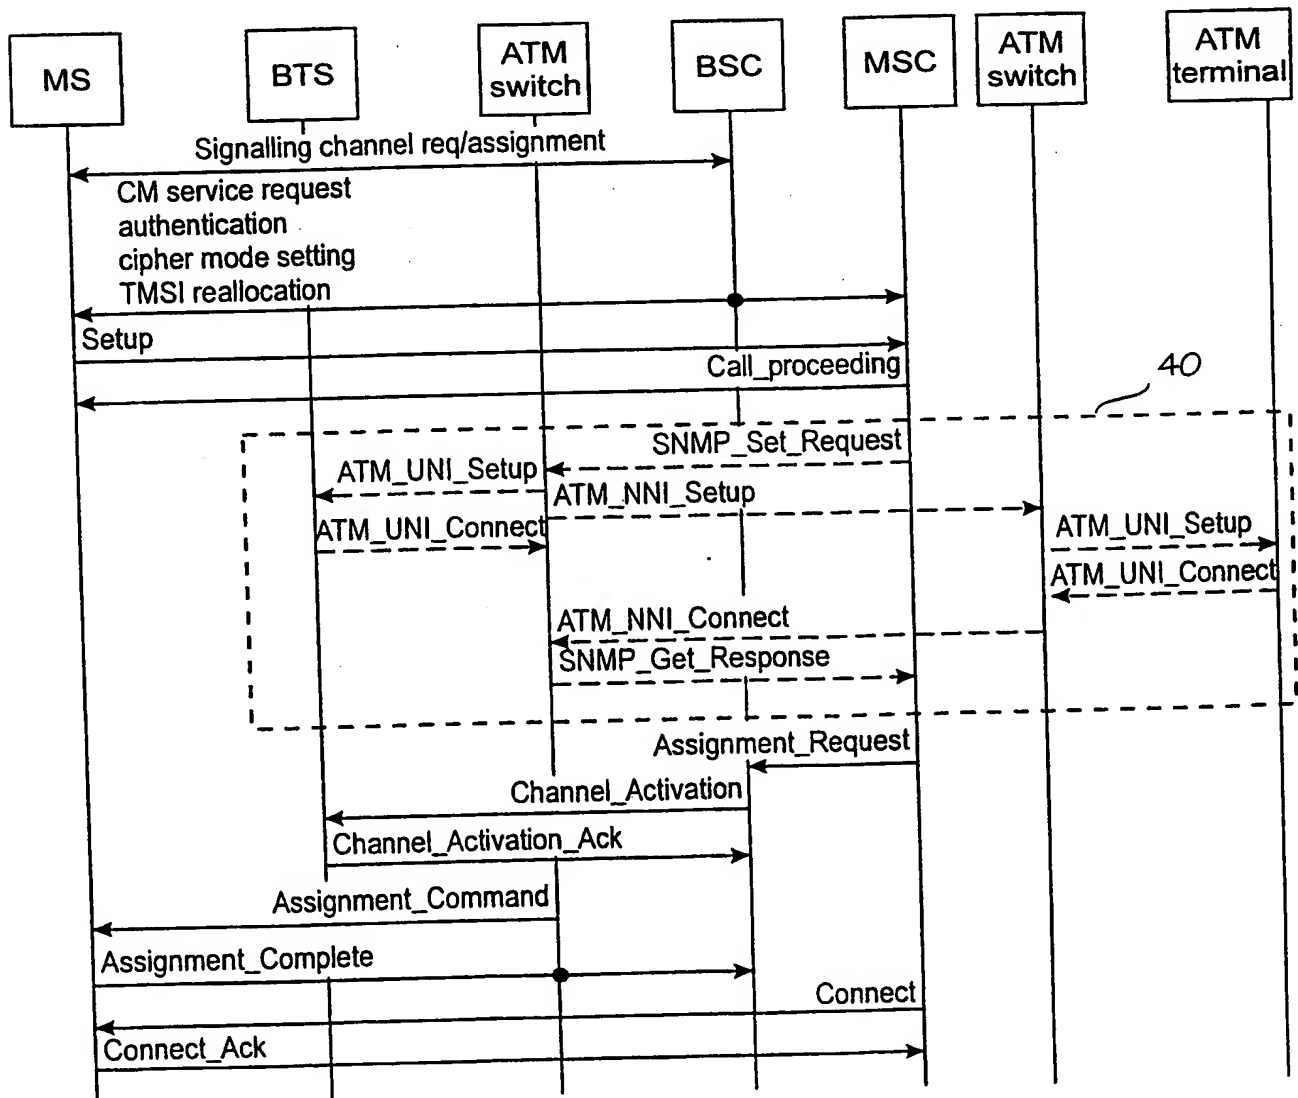 MS
BTS
ATM
switch
BSC
MSC
ATM
switch
ATM
terminal
Signalling channel req/assignment
CM service request
authentication
cipher mode setting
TMSI reallocation
Setup
Call_proceeding
40
SNMP_Set_Request
ATM_UNI_Setup
ATM_NNI_Setup
ATM_UNI_Connect
ATM_UNI_Setup
ATM_UNI_Connect
ATM_NNI_Connect
SNMP_Get_Response
Assignment_Request
Channel_Activation
Channel_Activation_Ack
Assignment_Command
Assignment_Complete
Connect
Connect_Ack